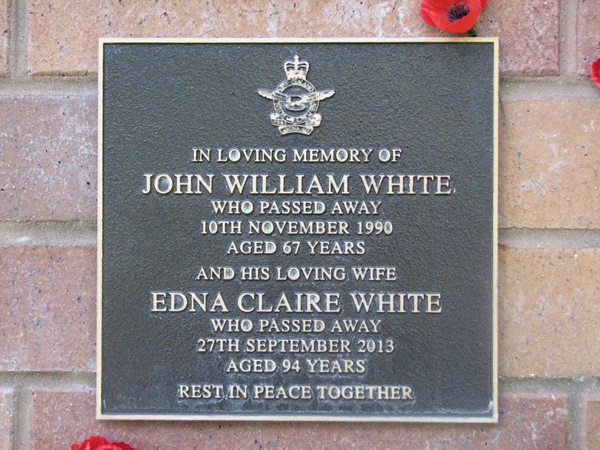 IN LOVING MEMORY OF
JOHN WILLIAM WHITE
WHO PASSED AWAY
10TH NOVEMBER 1990
AGED 67 YEARS
AND HIS LOVING WIFE
EDNA CLAIRE WHITE
WHO PASSED AWAY
27TH SEPTEMBER 2013
AGED 94 YEARS
REST IN PEACE TOGETHER